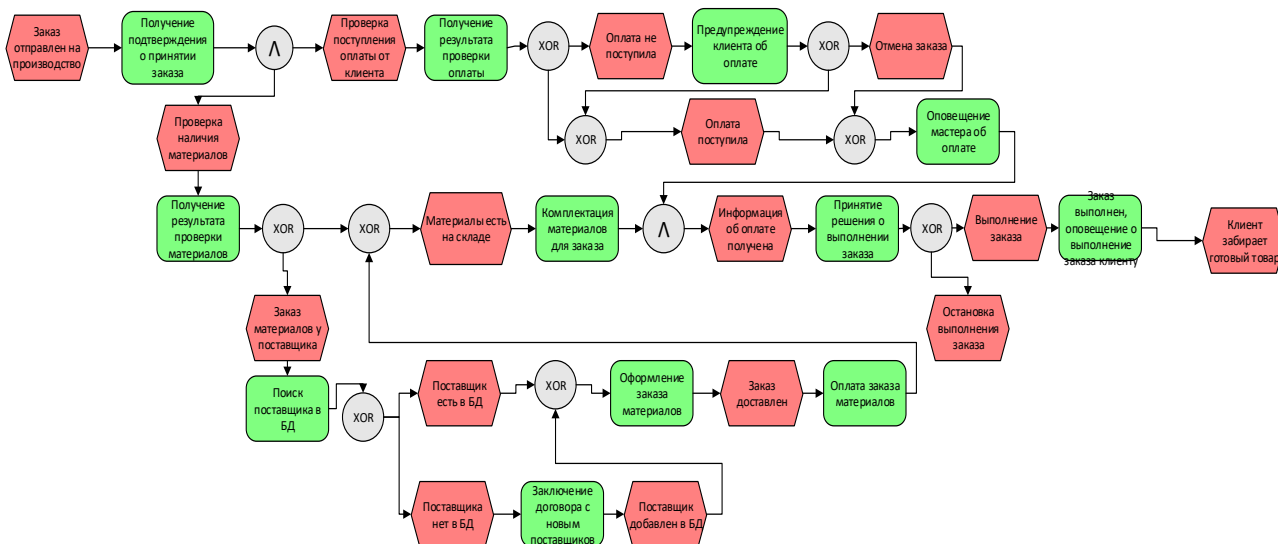 Заказ
отправлен на
производство
Получение
подтверждения
о принятии
заказа
Λ
Проверка
поступления
оплаты от
клиента
Получение
результата
проверки
оплаты
XOR
Оплата не
поступила
Предупреждение
клиента об
оплате
XOR
Отмена заказа
Проверка
наличия
материалов
XOR
Оплата
поступила
XOR
Оповещение
мастера об
оплате
Получение
результата
проверки
материалов
XOR
XOR
Материалы есть
на складе
Комплектация
материалов
для заказа
Λ
Информация
об оплате
получена
Принятие
решения о
выполнении
заказа
XOR
Выполнение
заказа
Заказ
выполнен,
оповещение о
выполнение
заказа клиенту
Клиент
забирает
готовый товар
Заказ
материалов у
поставщика
Остановка
выполнения
заказа
Поиск
поставщика в
БД
XOR
Поставщик
есть в БД
XOR
Оформление
заказа
материалов
Заказ
доставлен
Оплата заказа
материалов
Поставщика
нет в БД
Заключение
договора с
новым
поставщиков
Поставщик
добавлен в БД